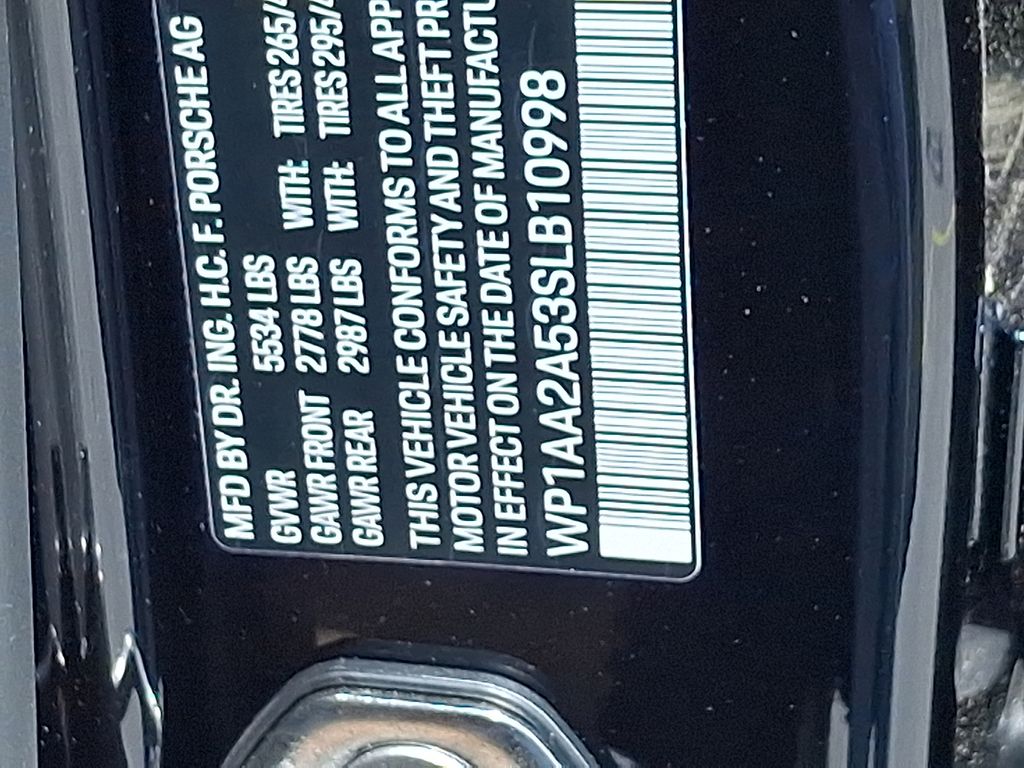 MFD BY DR. ING. H.C. F. PORSCHE AG
GVWR 5534 LBS
GAWR FRONT 2778 LBS WITH: TIRES 265/
GAWR REAR 2987 LBS WITH: TIRES 295/
THIS VEHICLE CONFORMS TO ALL APP
MOTOR VEHICLE SAFETY AND THEFT PR
IN EFFECT ON THE DATE OF MANUFACTU
WP1AA2A53SLB10998